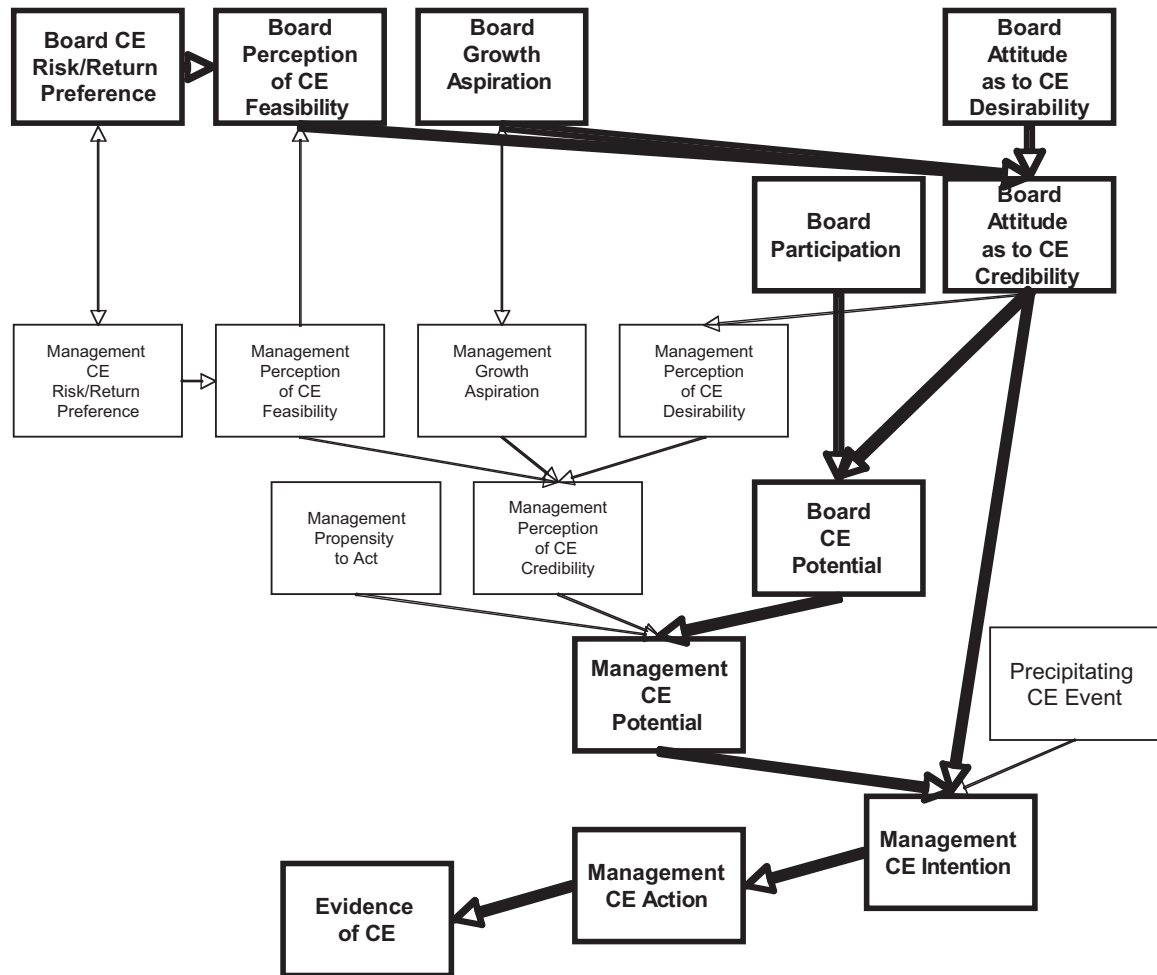 Board CE
Risk/Return
Preference
Board
Perception
of CE
Feasibility
Board
Growth
Aspiration
Board
Attitude
as to CE
Desirability
Board
Participation
Board
Attitude
as to CE
Credibility
Management
CE
Risk/Return
Preference
Management
Perception
of CE
Feasibility
Management
Growth
Aspiration
Management
Perception
of CE
Desirability
Management
Propensity
to Act
Management
Perception
of CE
Credibility
Board
CE
Potential
Management
CE
Potential
Precipitating
CE Event
Management
CE Intention
Management
CE Action
Evidence
of CE